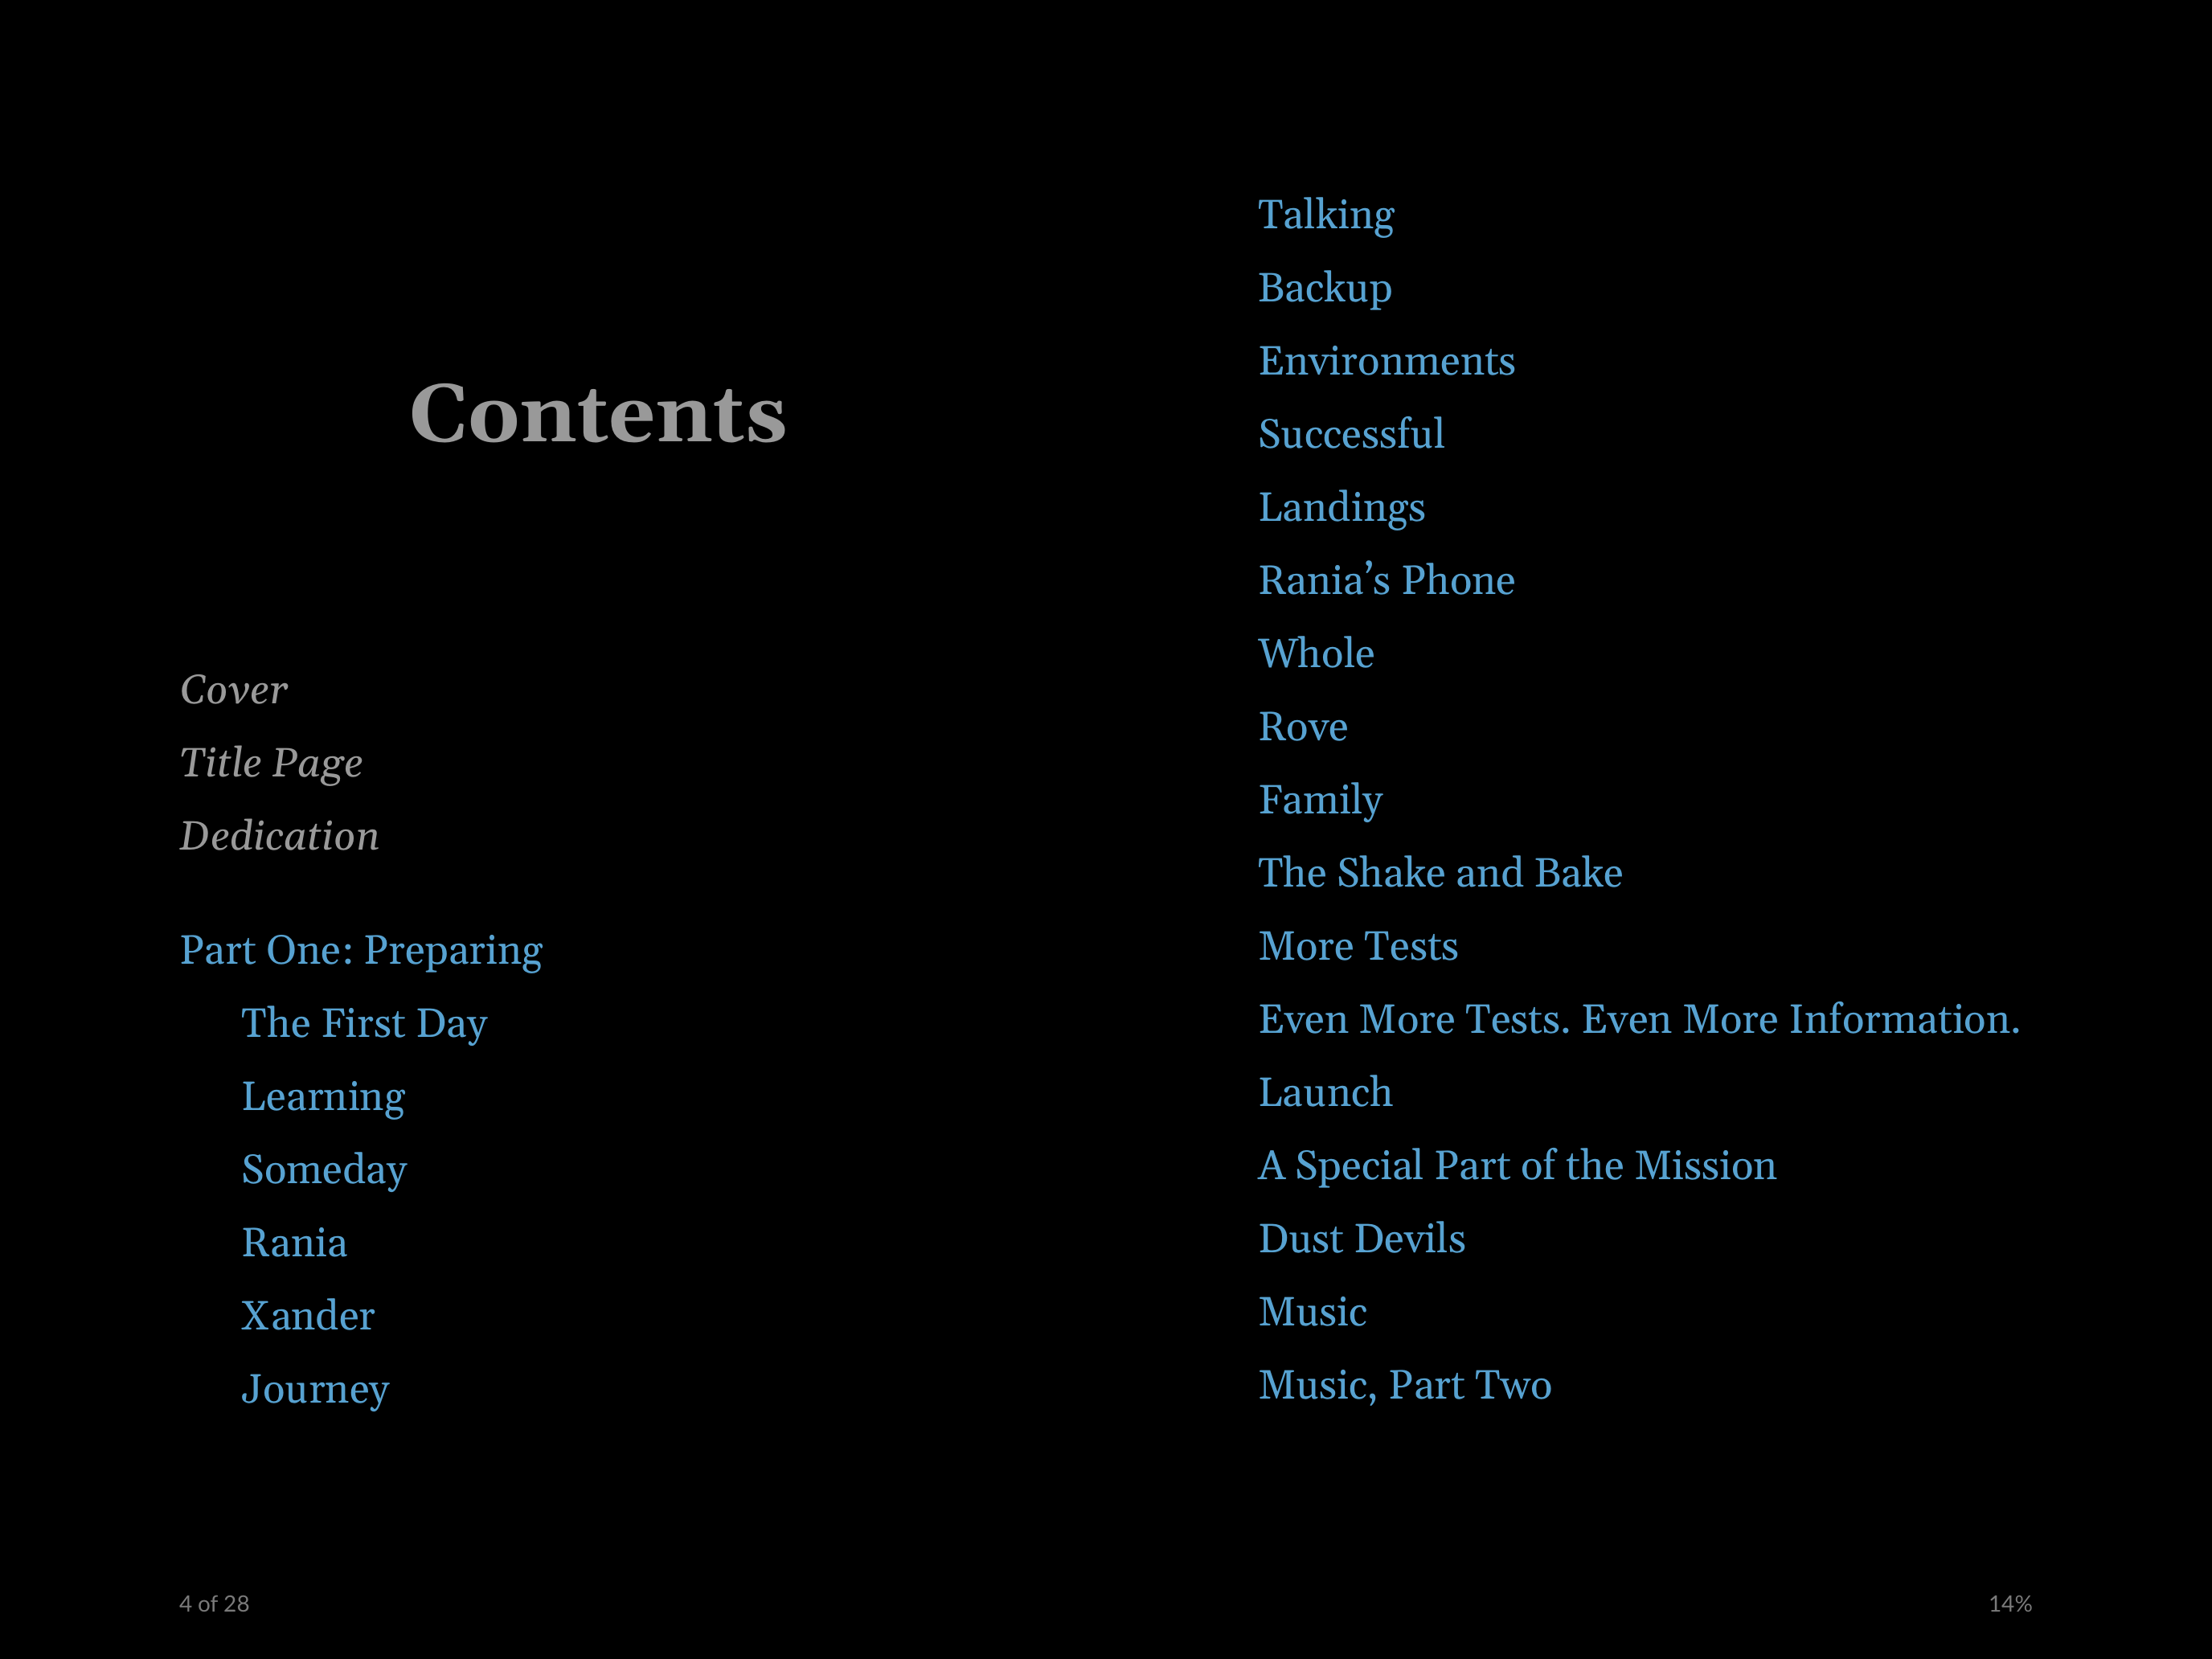 Contents
Cover
Title Page
Dedication
Part One: Preparing
The First Day
Learning
Someday
Rania
Xander
Journey
Talking
Backup
Environments
Successful
Landings
Rania’s Phone
Whole
Rove
Family
The Shake and Bake
More Tests
Even More Tests. Even More Information.
Launch
A Special Part of the Mission
Dust Devils
Music
Music, Part Two
4 of 28
14%